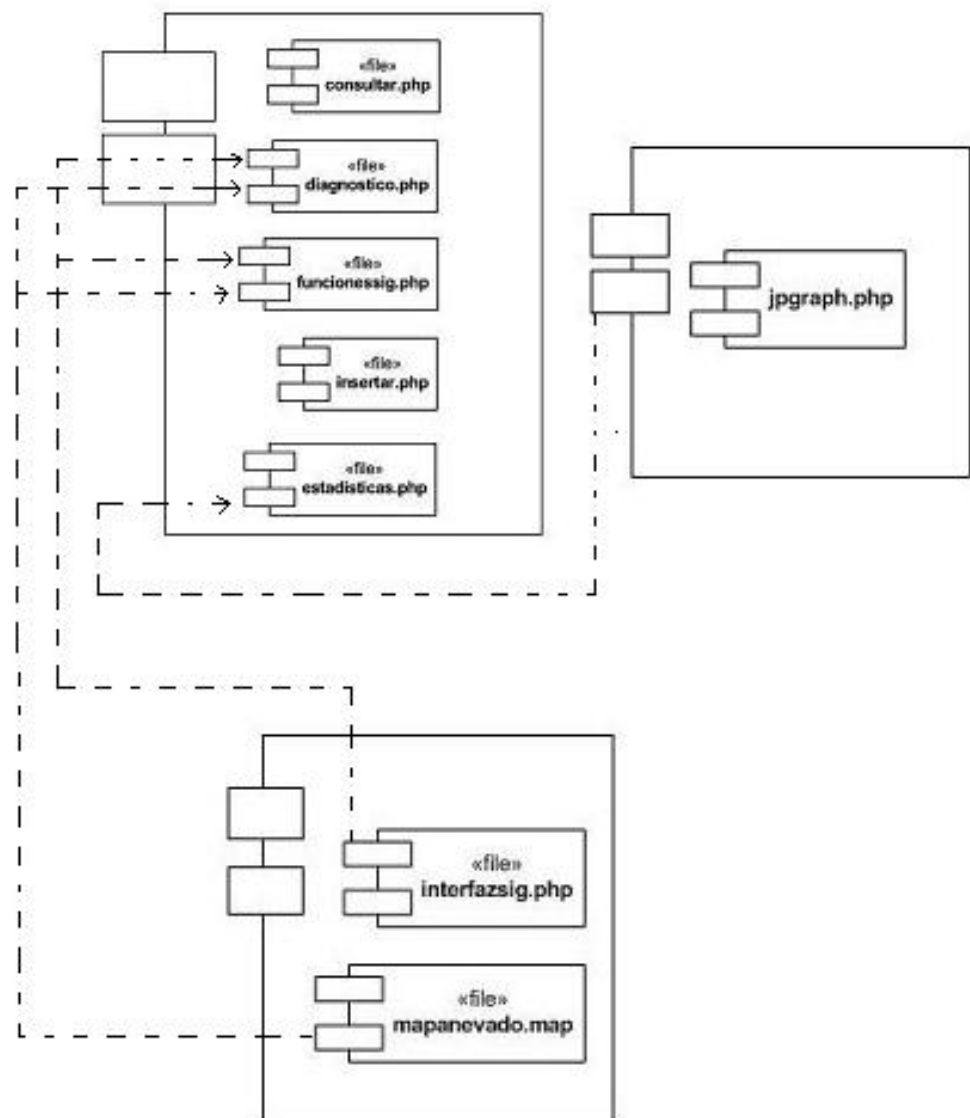 «file»
consultar.php
«file»
diagnostico.php
«file»
funcionessig.php
«file»
insertar.php
«file»
estadisticas.php
jpgraph.php
«file»
interfazsig.php
«file»
mapanevado.map